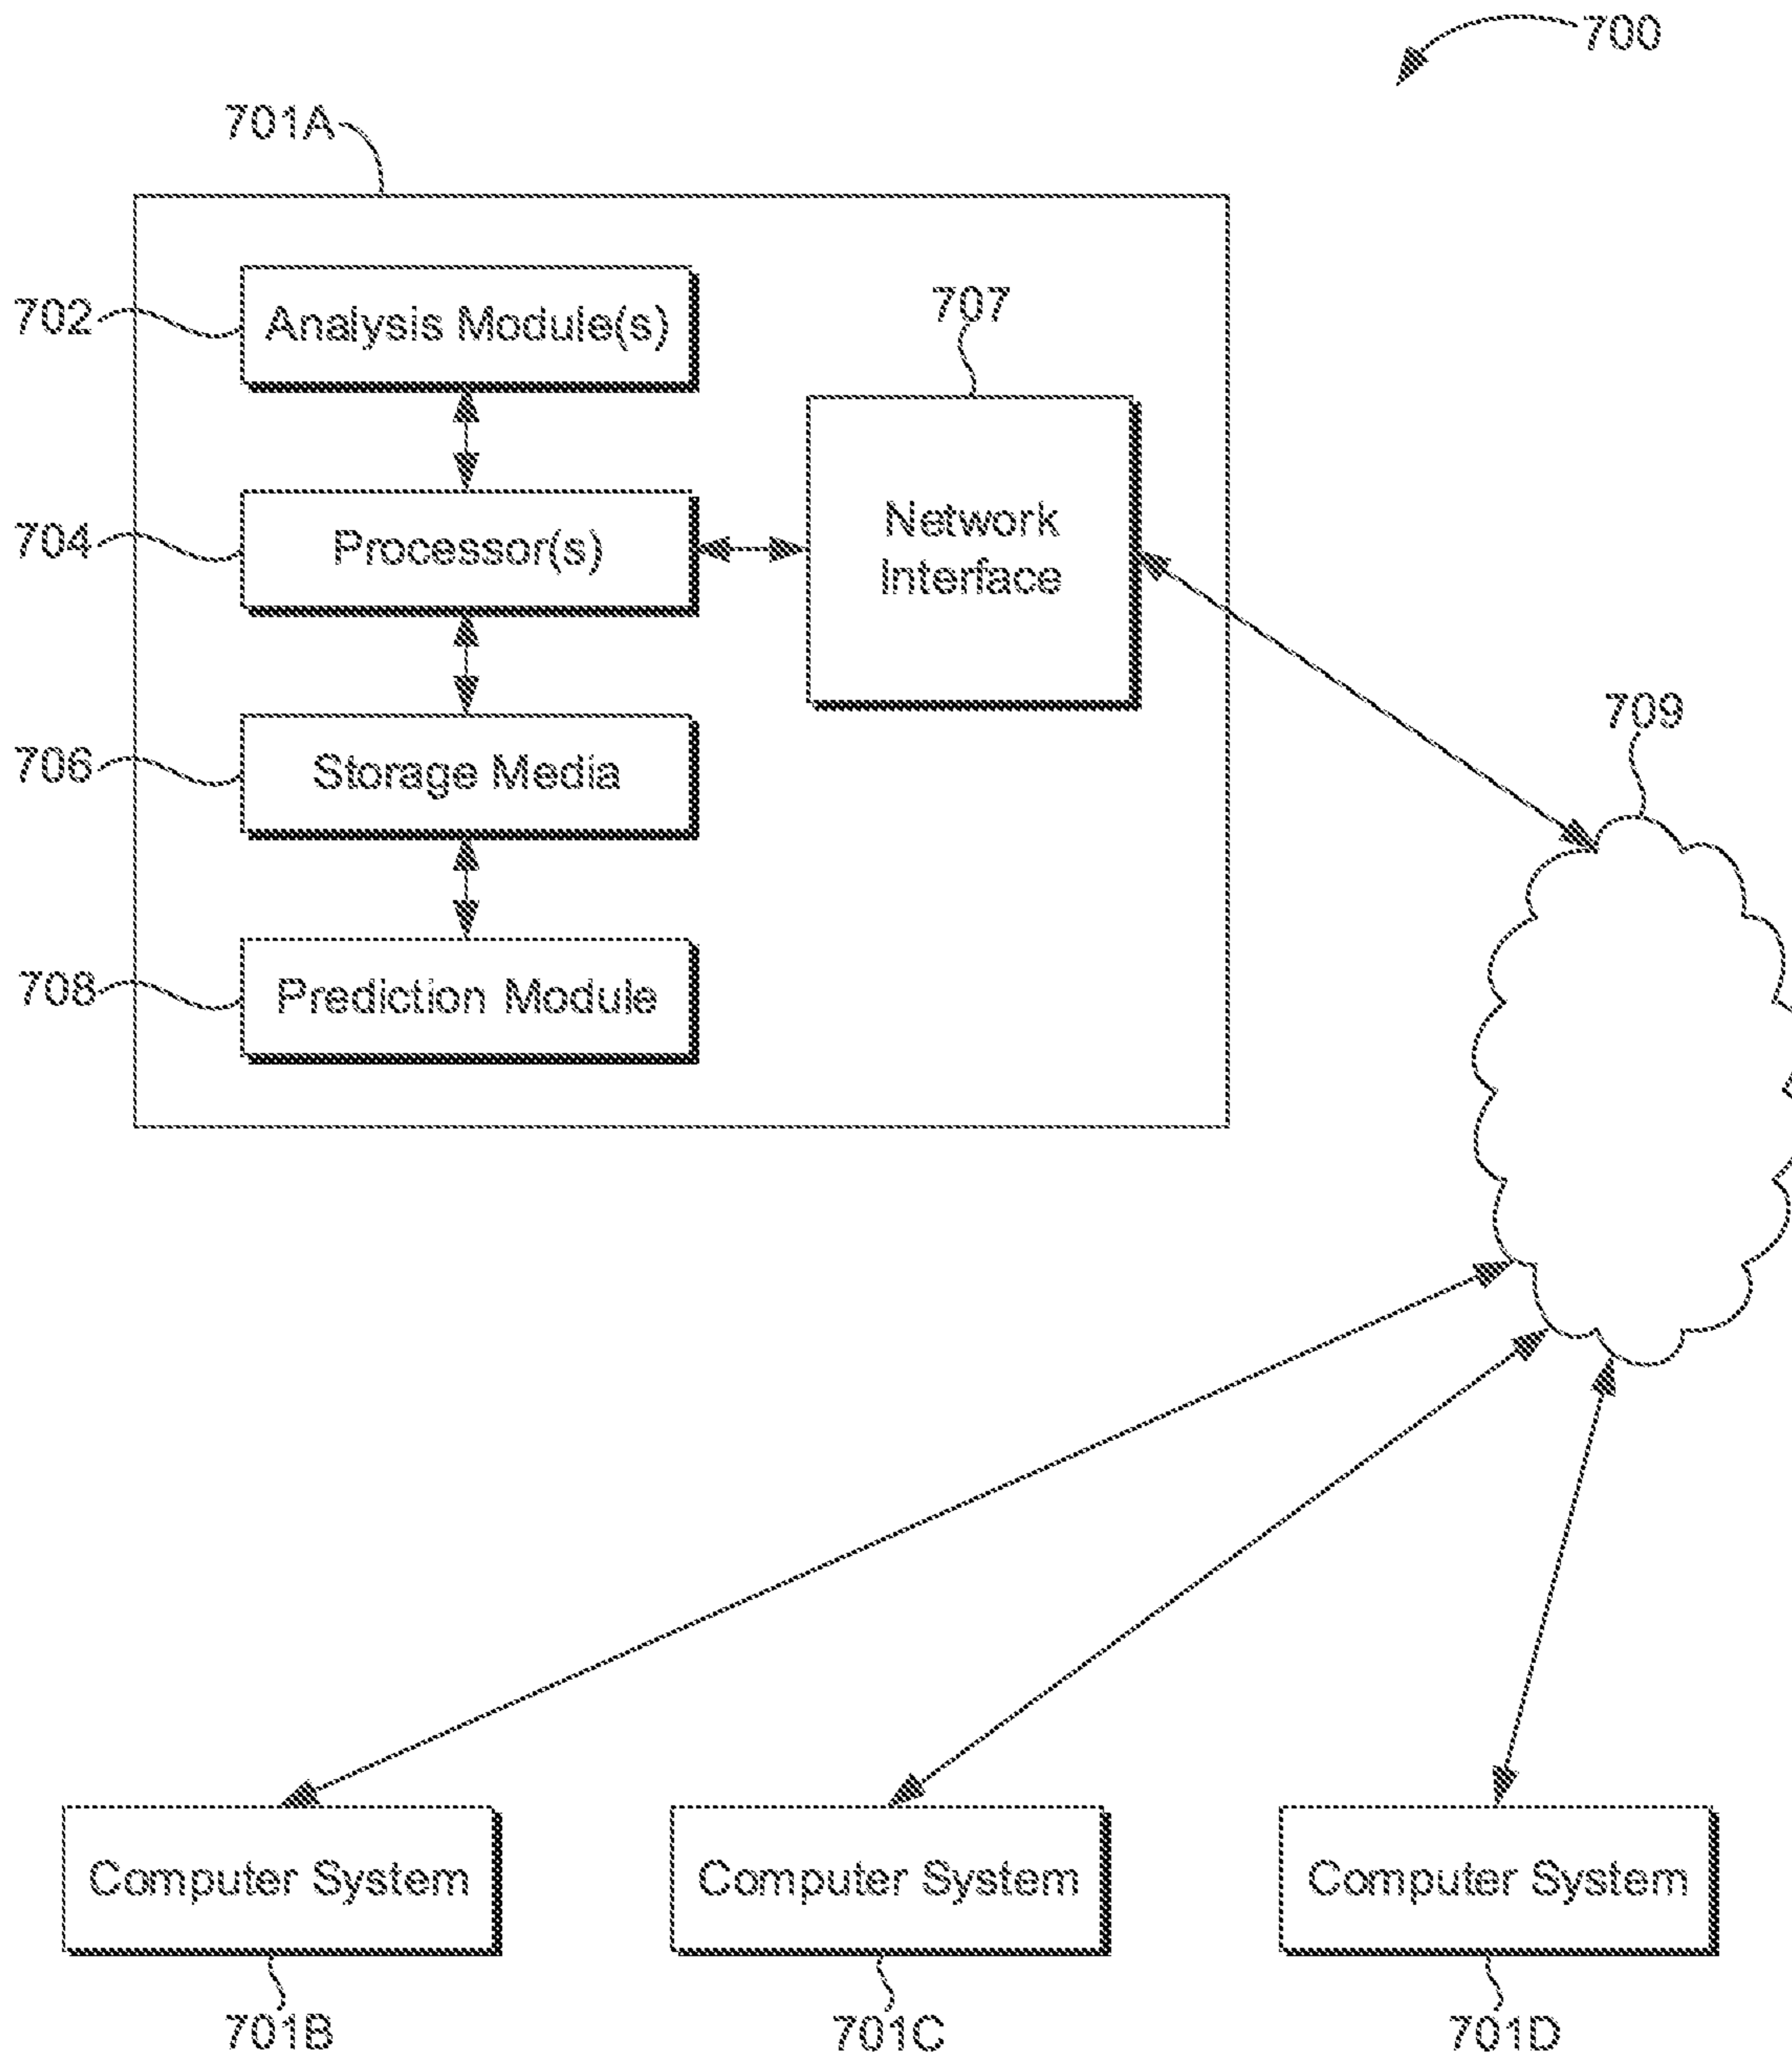 700
701A
702
Analysis Module(s)
707
704
Processor(s)
Network
Interface
706
Storage Media
709
708
Prediction Module
Computer System
Computer System
Computer System
701B
701C
701D